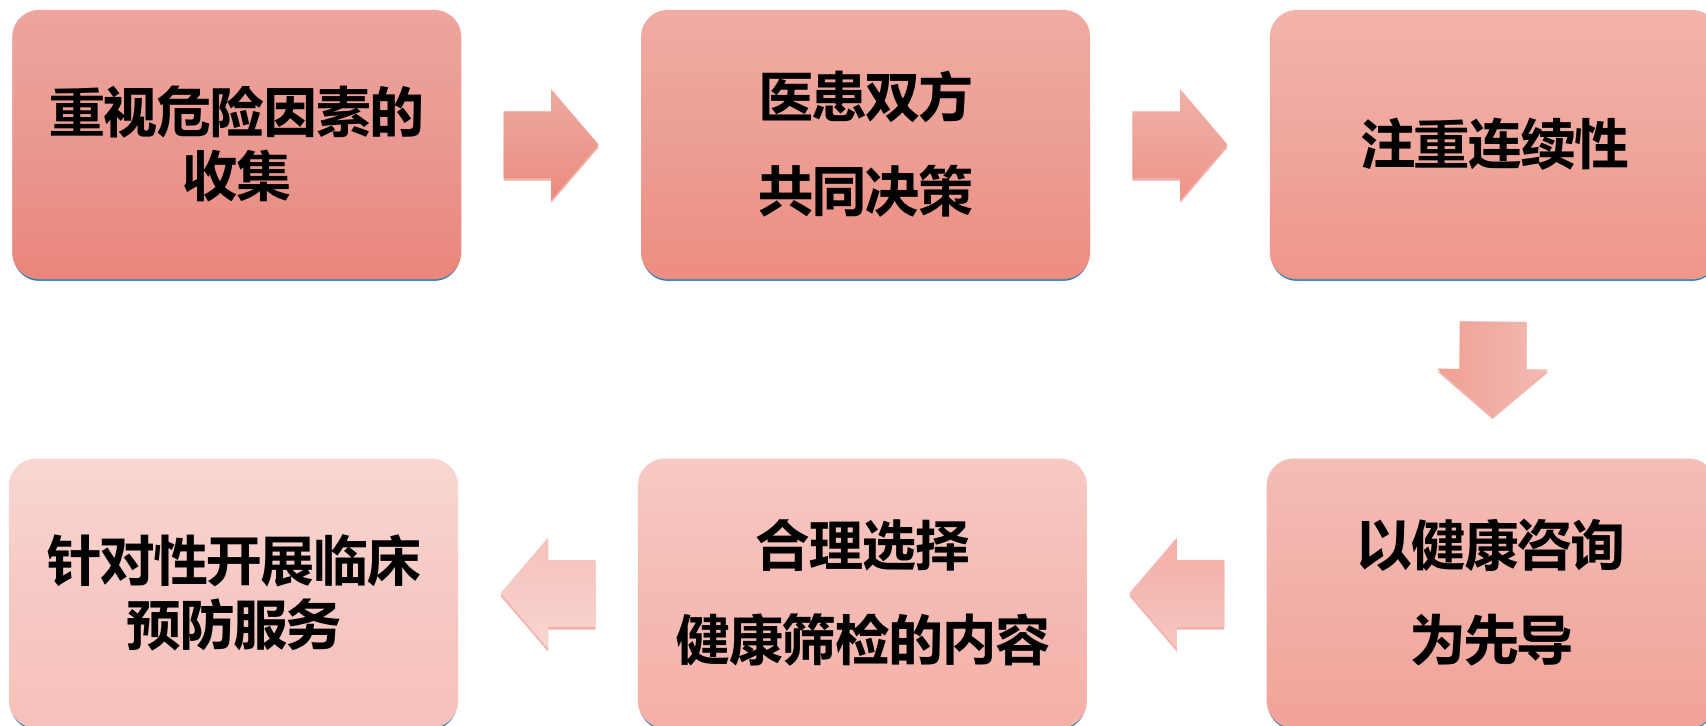 重视危险因素的
收集
医患双方
共同决策
注重连续性
以健康咨询
为先导
合理选择
健康筛检的内容
针对性开展临床
预防服务